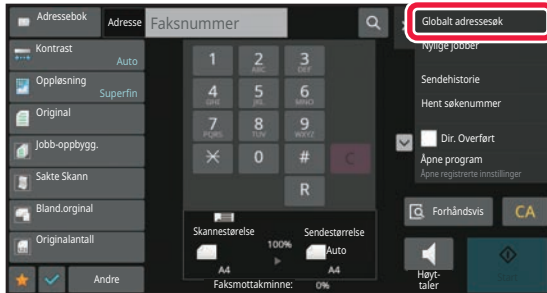 Adressebok
Adresse
Faksnummer
Globalt adressesøk
Nylige jobber
Sendehistorie
Hent søkenummer
Dir. Overført
Åpne program
Åpne registrerte innstillinger
Kontrast
Auto
Oppløsning
Superfin
Original
Jobb-oppbygg.
Sakte Skann
Bland.orginal
Originalantall
Andre
1
2
ABC
3
DEF
4
GHI
5
JKL
6
MNO
7
PQRS
8
TUV
9
WXYZ
0
#
C
R
Skannestørelse
Sendestørrelse
100%
Auto
A4
A4
Faksmottakminne:
0%
Forhåndsvis
CA
Høyt-
taler
Start